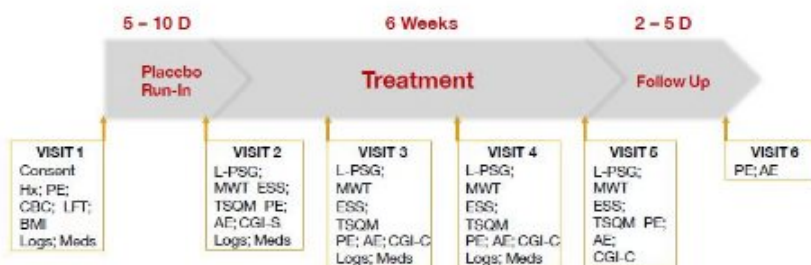 5 – 10 D
6 Weeks
2 – 5 D
Placebo
Run-In
Treatment
Follow Up
VISIT 1
Consent
Hx; PE;
CBC; LFT;
BMI
Logs; Meds
VISIT 2
L-PSG;
MWT ESS;
TSQM PE;
AE; CGI-S
Logs; Meds
VISIT 3
L-PSG;
MWT
ESS;
TSQM
PE; AE; CGI-C
Logs; Meds
VISIT 4
L-PSG;
MWT
ESS;
TSQM
PE; AE; CGI-C
Logs; Meds
VISIT 5
L-PSG;
MWT
ESS;
TSQM PE;
AE;
CGI-C
VISIT 6
PE; AE